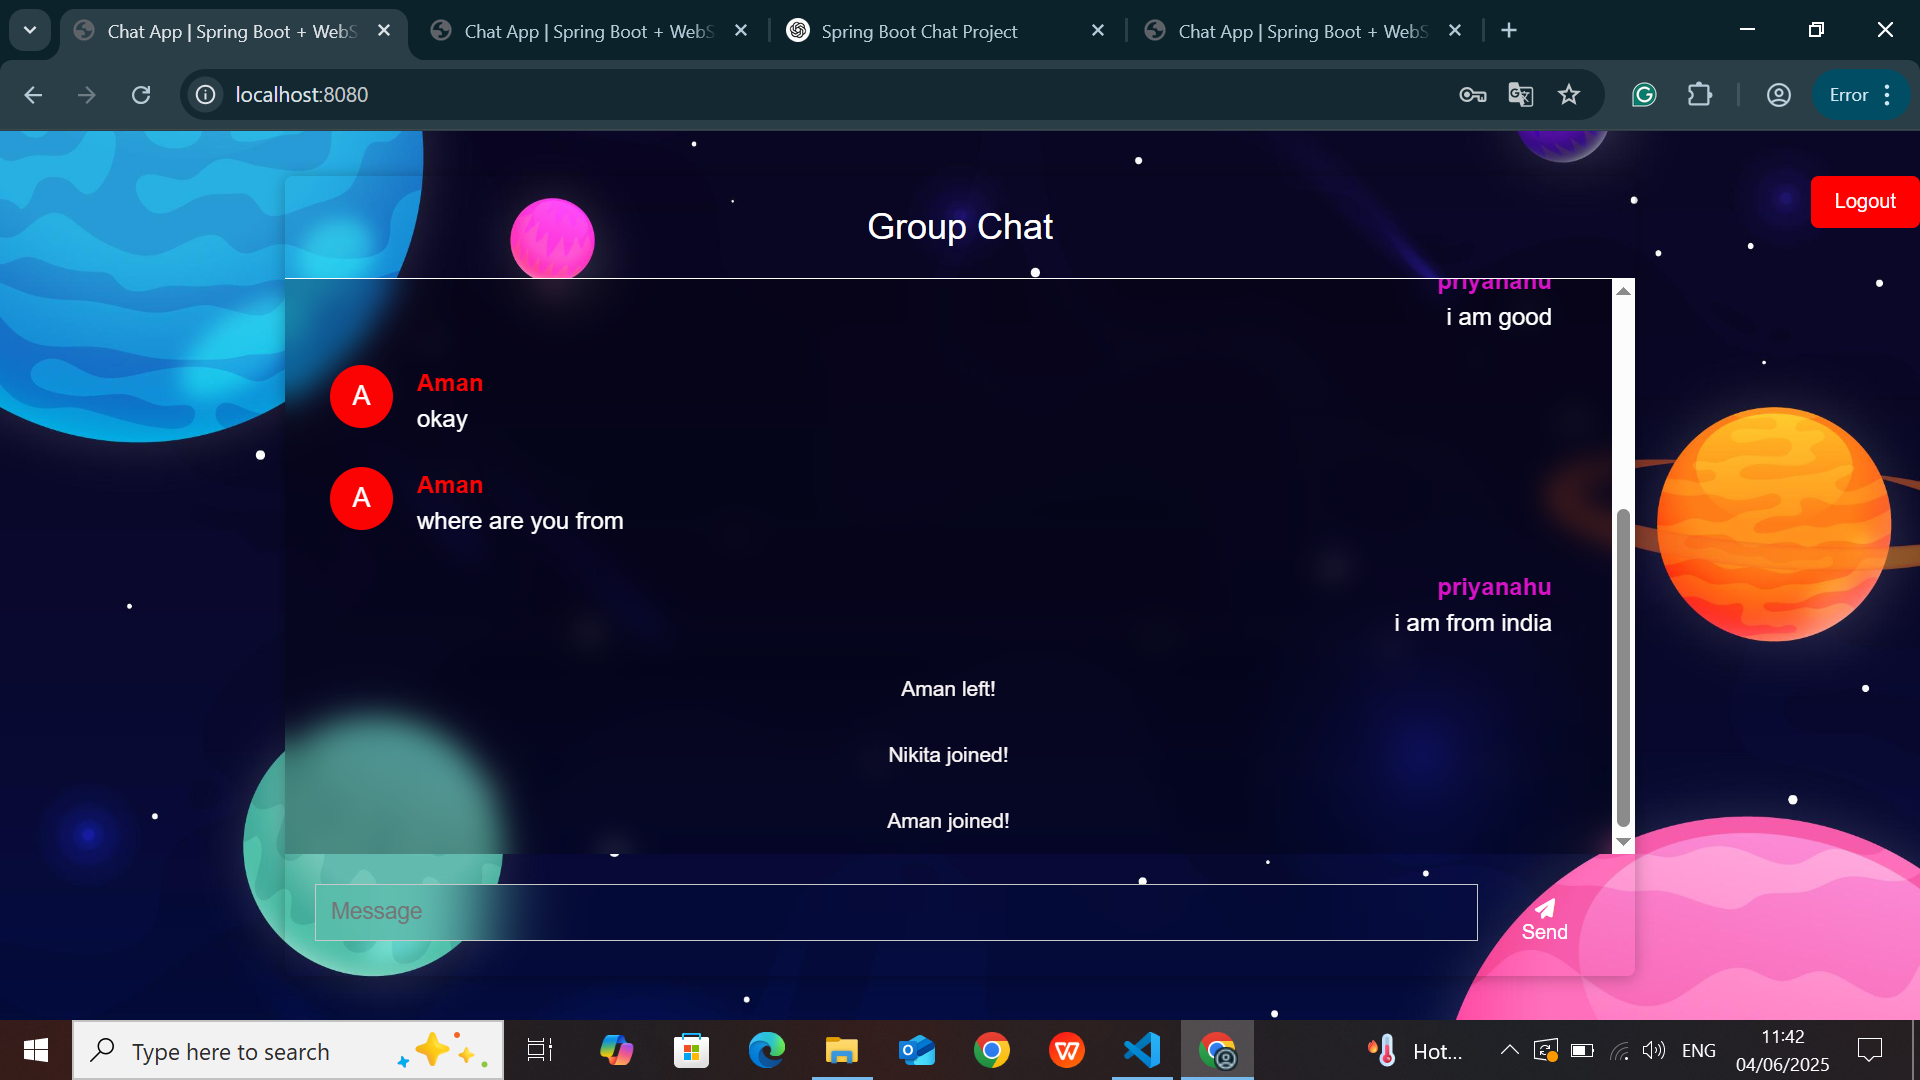 Chat App | Spring Boot + WebS
Chat App | Spring Boot + WebS
Spring Boot Chat Project
Chat App | Spring Boot + WebS
localhost:8080
Error
Logout
Group Chat
priyanahu
i am good
A
Aman
okay
A
Aman
where are you from
priyanahu
i am from india
Aman left!
Nikita joined!
Aman joined!
Message
Send
Type here to search
Hot...
ENG
11:42
04/06/2025